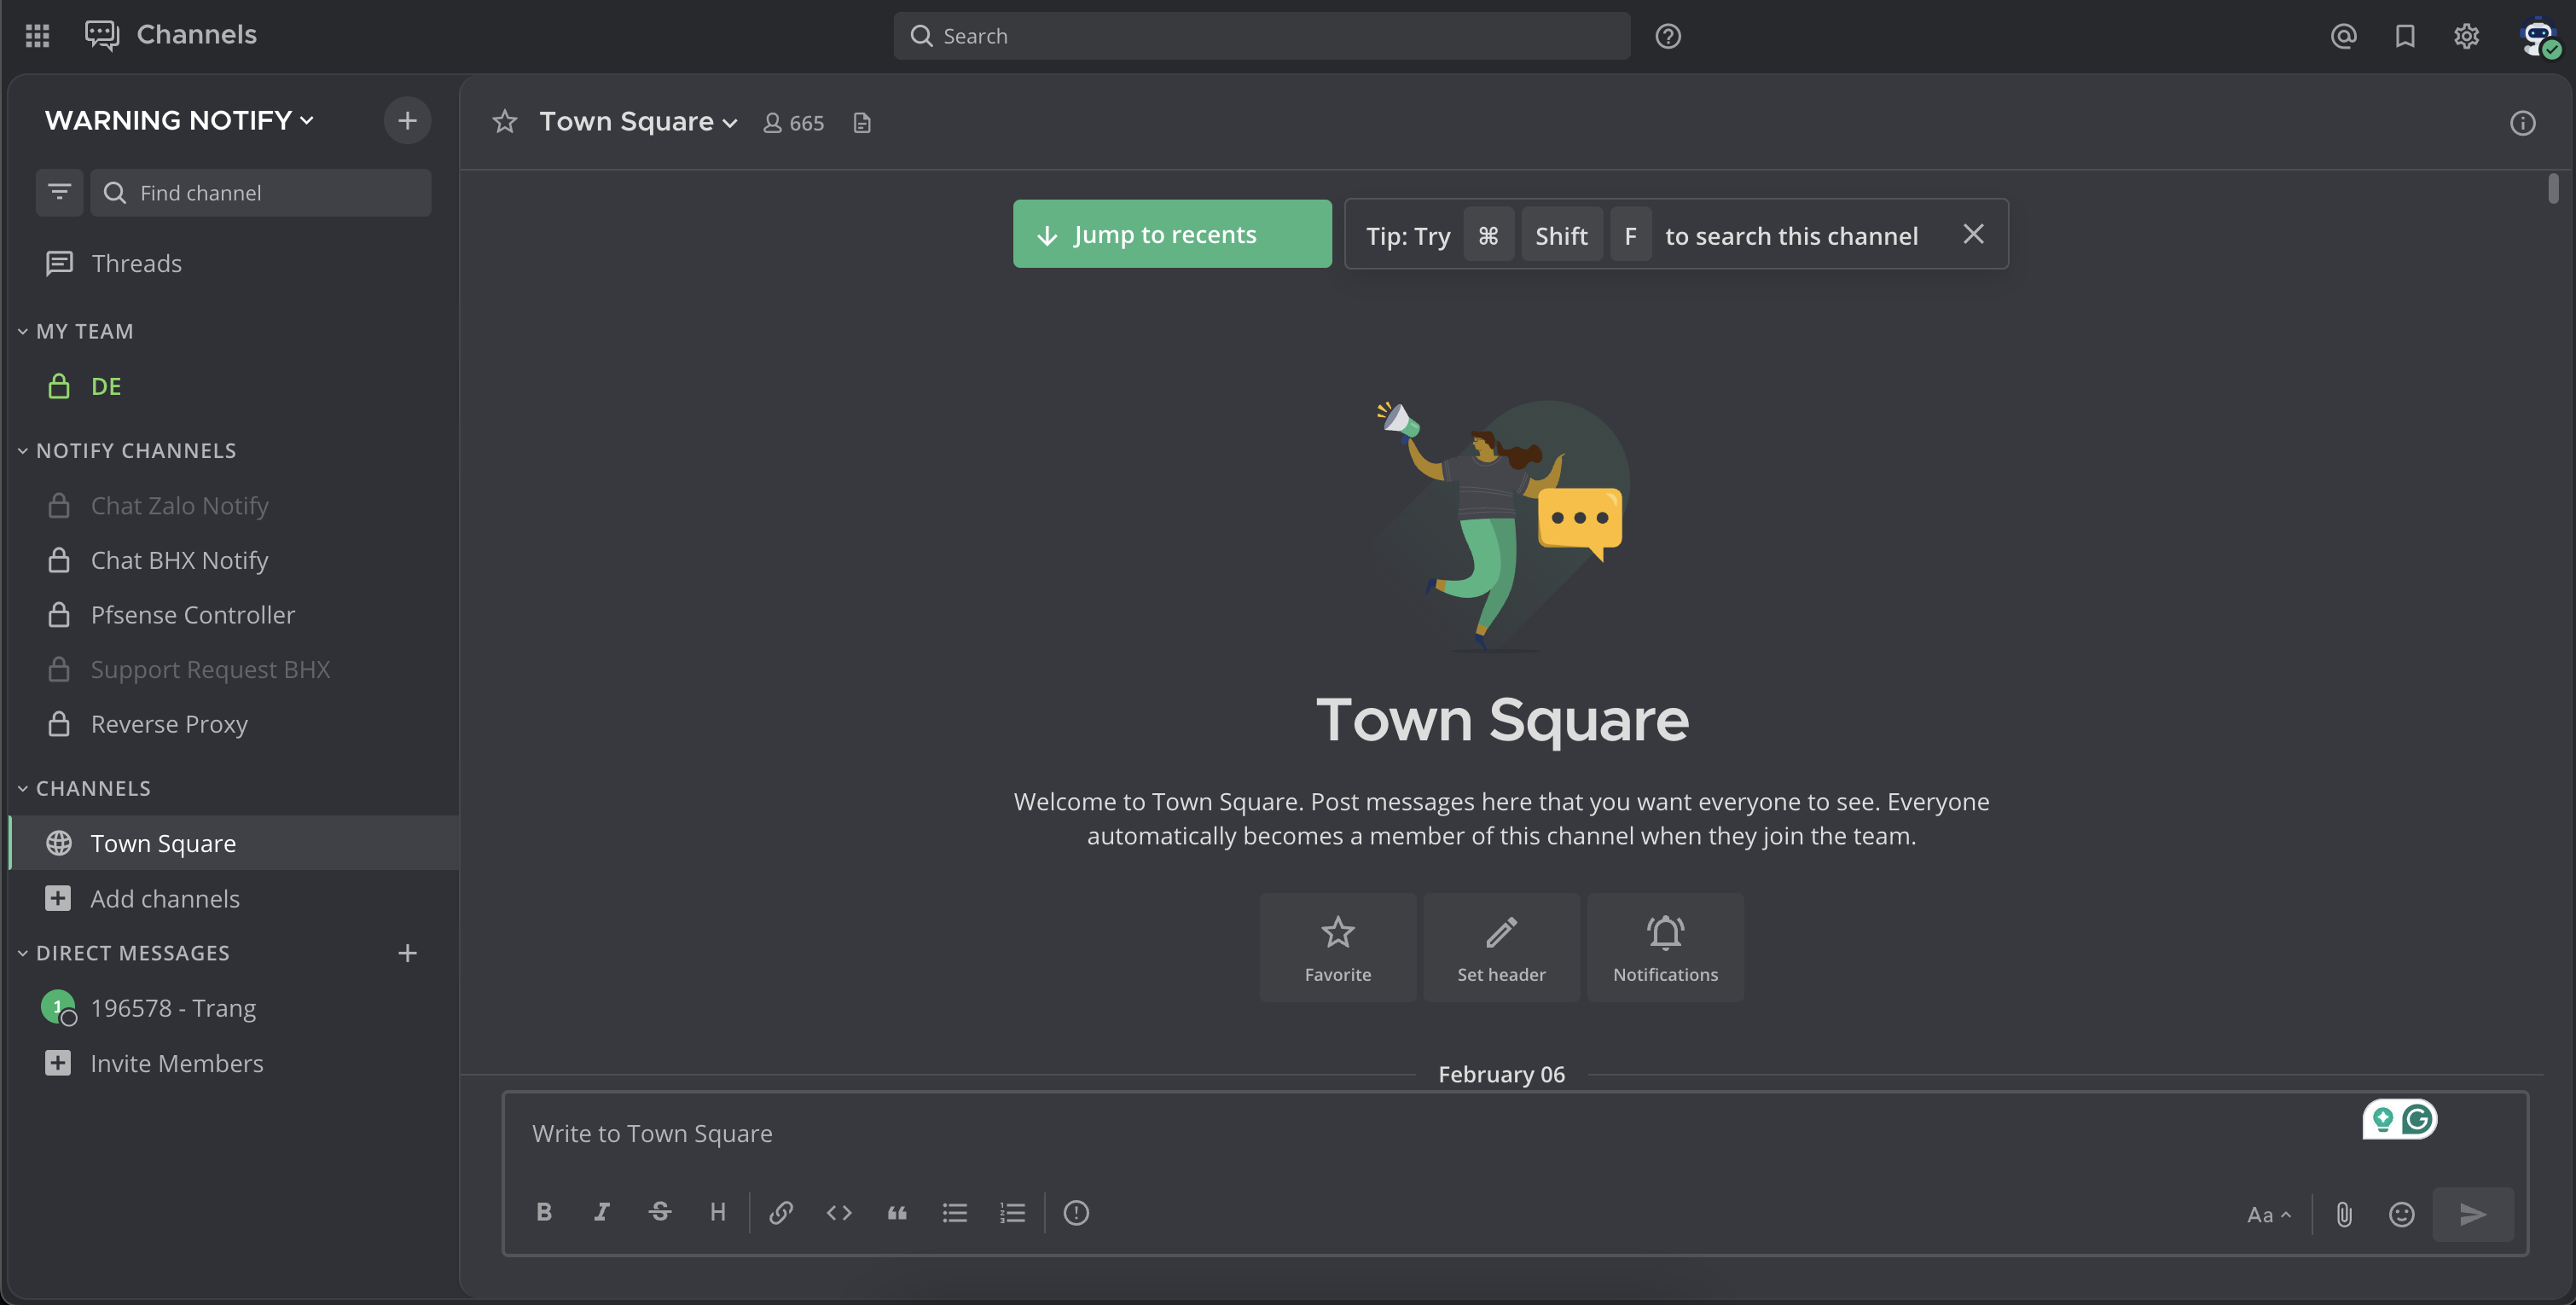 Channels
Search
WARNING NOTIFY
Find channel
Threads
MY TEAM
DE
NOTIFY CHANNELS
Chat Zalo Notify
Chat BHX Notify
Pfsense Controller
Support Request BHX
Reverse Proxy
CHANNELS
Town Square
Add channels
DIRECT MESSAGES
1
196578 - Trang
Invite Members
Town Square
665
Jump to recents
Tip: Try ⌘ Shift F to search this channel
Town Square
Welcome to Town Square. Post messages here that you want everyone to see. Everyone
automatically becomes a member of this channel when they join the team.
Favorite
Set header
Notifications
February 06
Write to Town Square
B I S H
Aa